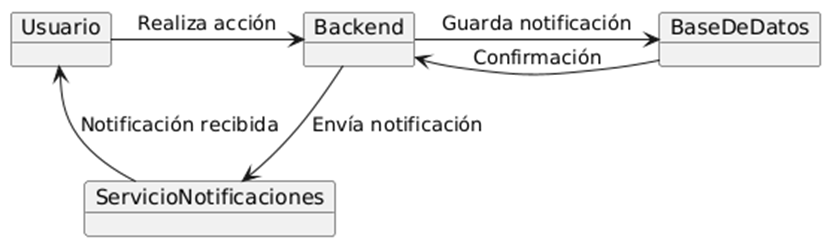 Usuario
Realiza acción
Backend
Guarda notificación
BaseDeDatos
Confirmación
Notificación recibida
Envía notificación
ServicioNotificaciones